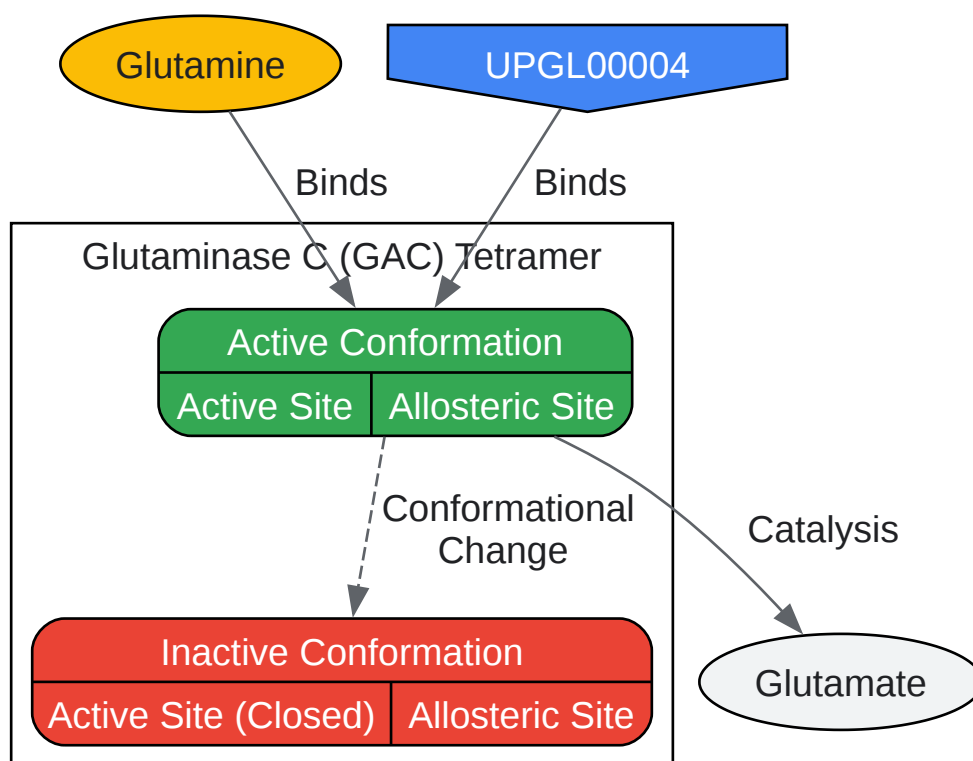 Glutamine
UPGL00004
Binds
Binds
Glutaminase C (GAC) Tetramer
Active Conformation
Active Site
Allosteric Site
Conformational
Change
Catalysis
Inactive Conformation
Active Site (Closed)
Allosteric Site
Glutamate